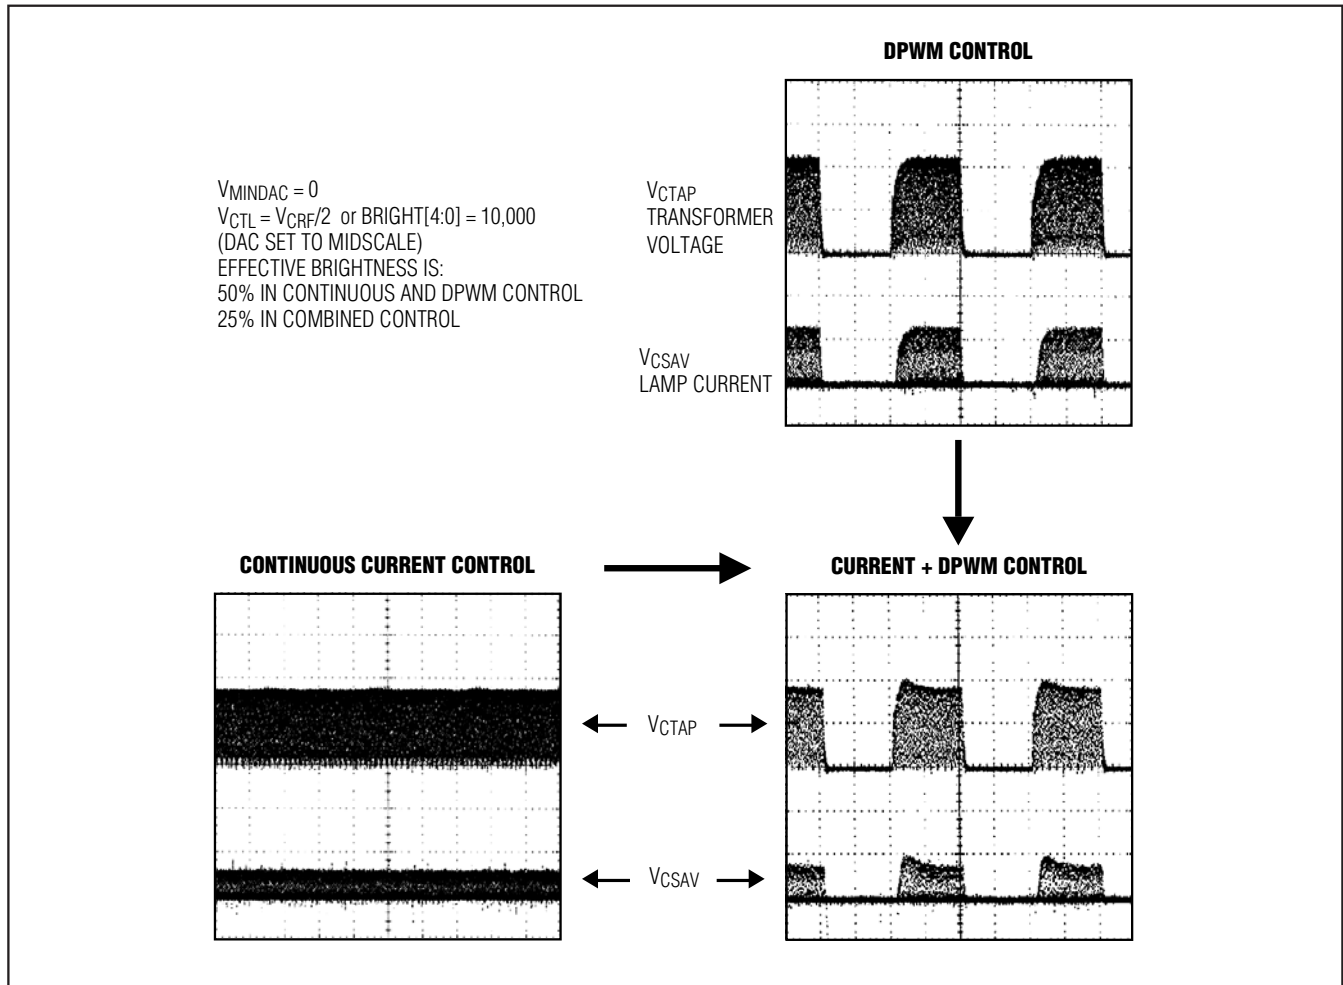 DPWM CONTROL
VMINDAC = 0
VCTL = VCRF/2 or BRIGHT[4:0] = 10,000
(DAC SET TO MIDSCALE)
EFFECTIVE BRIGHTNESS IS:
50% IN CONTINUOUS AND DPWM CONTROL
25% IN COMBINED CONTROL
VCTAP
TRANSFORMER
VOLTAGE
VCSAV
LAMP CURRENT
CONTINUOUS CURRENT CONTROL
CURRENT + DPWM CONTROL
VCTAP
VCSAV